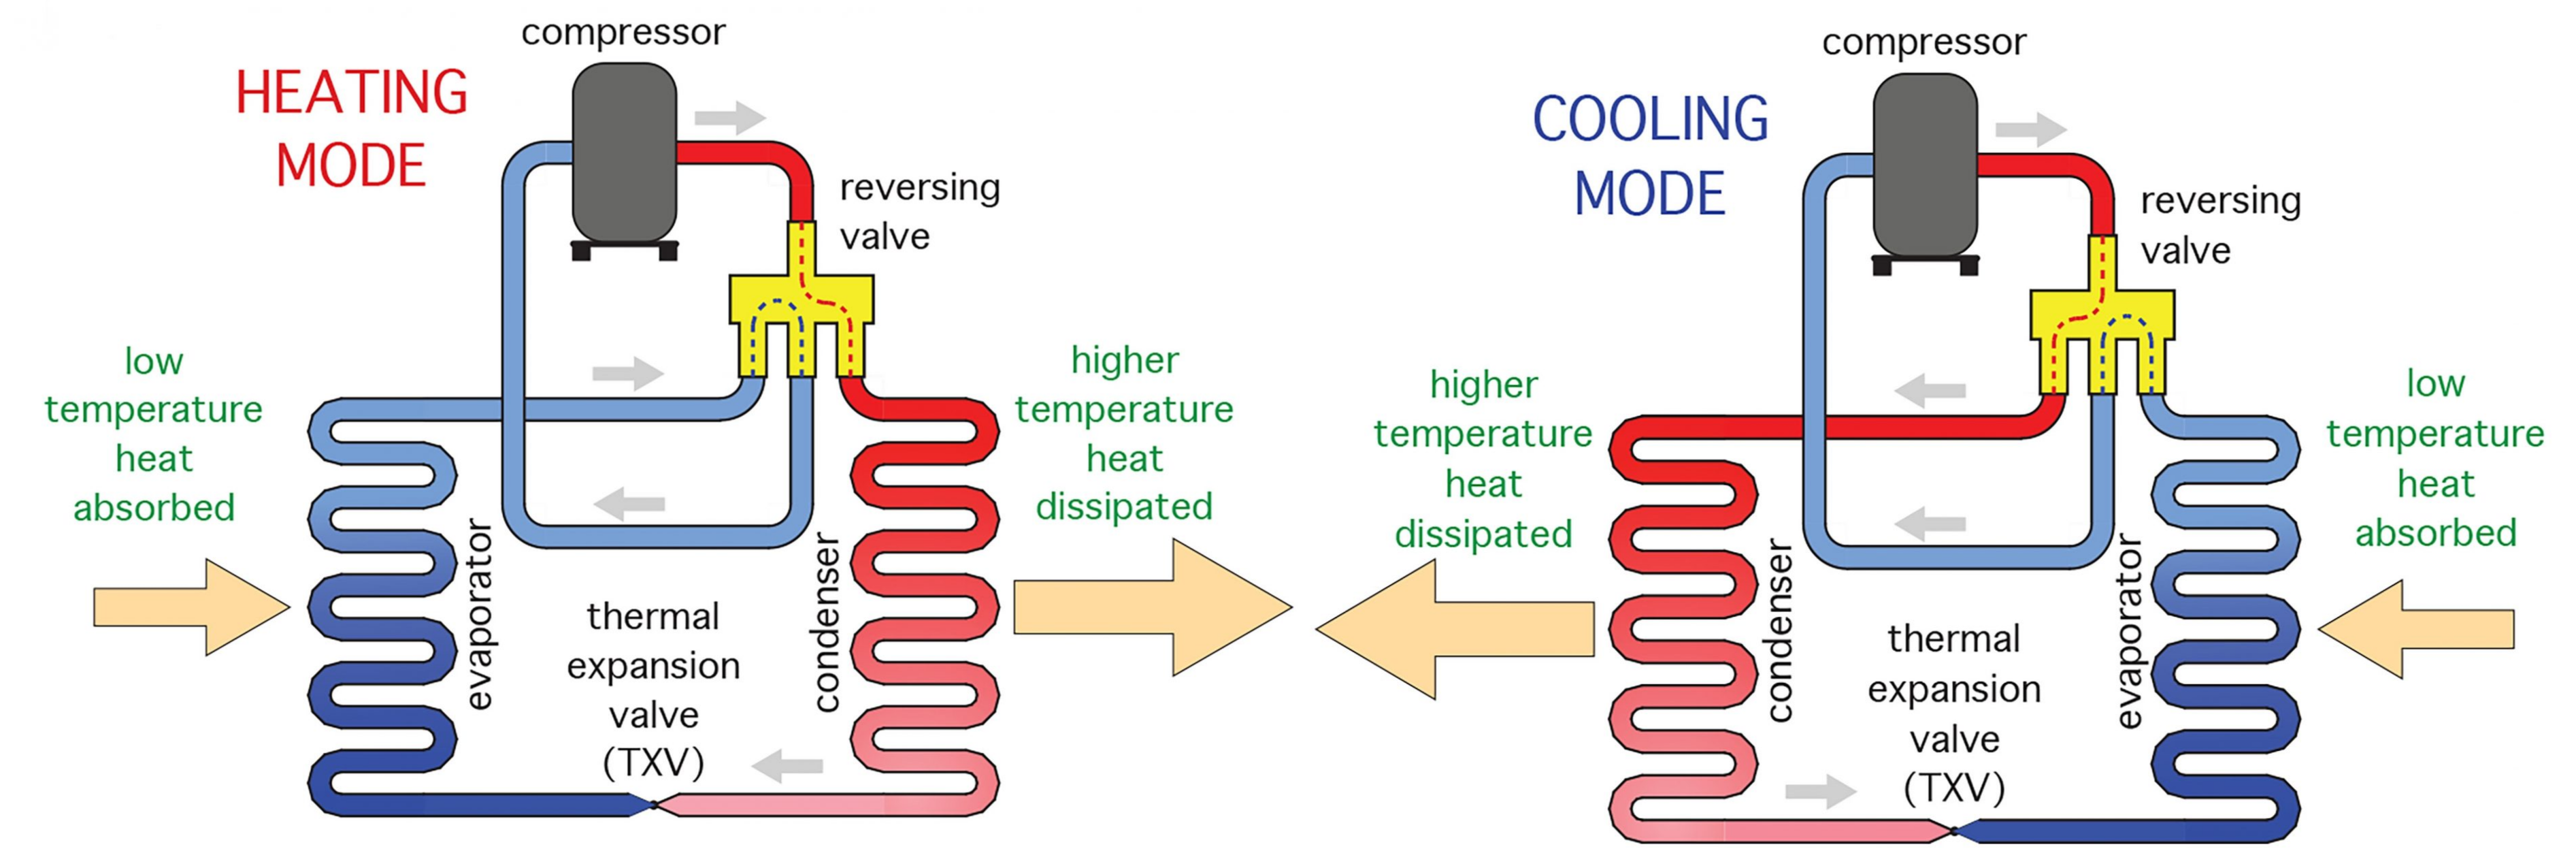 compressor
HEATING
MODE
reversing
valve
low
temperature
heat
absorbed
higher
temperature
heat
dissipated
evaporator
condenser
thermal
expansion
valve
(TXV)
compressor
COOLING
MODE
reversing
valve
higher
temperature
heat
dissipated
low
temperature
heat
absorbed
condenser
evaporator
thermal
expansion
valve
(TXV)